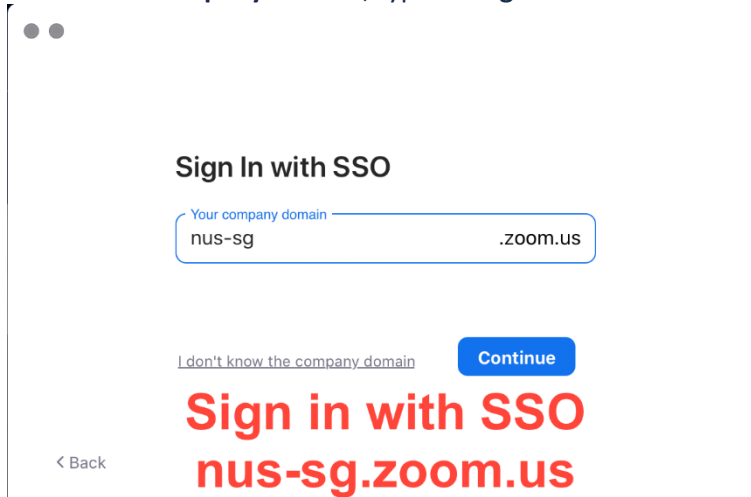 Sign In with SSO
Your company domain
nus-sg .zoom.us
I don't know the company domain Continue
Sign in with SSO
< Back
nus-sg.zoom.us